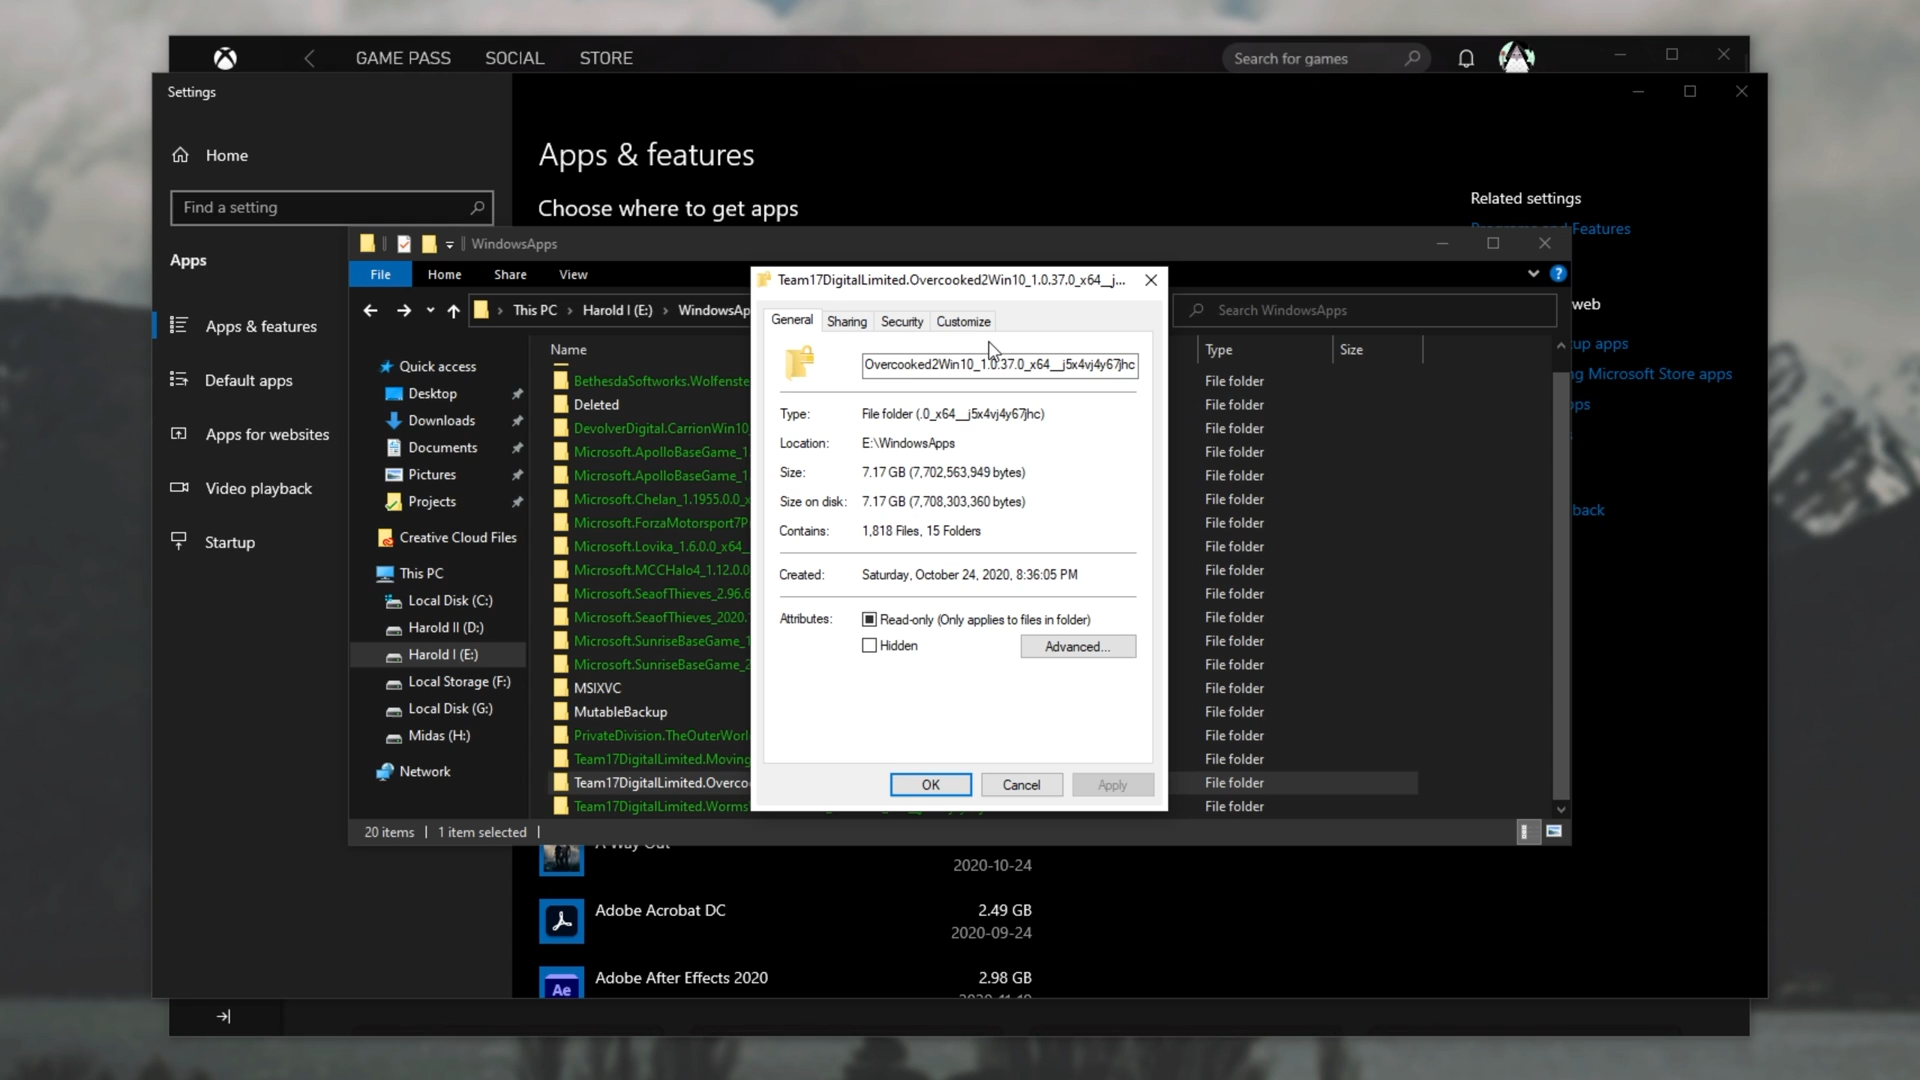 GAME PASS SOCIAL STORE
Search for games
Settings
Home
Find a setting
Apps
Apps & features
Default apps
Apps for websites
Video playback
Startup
Apps & features
Choose where to get apps
Related settings
Programs and Features
web
up apps
Microsoft Store apps
back
WindowsApps
File Home Share View
This PC > Harold I (E:) > WindowsAp
Search WindowsApps
Quick access
Desktop
Downloads
Documents
Pictures
Projects
Creative Cloud Files
This PC
Local Disk (C:)
Harold II (D:)
Harold I (E:)
Local Storage (F:)
Local Disk (G:)
Midas (H:)
Network
Name Type Size
BethesdaSoftworks.Wolfenste File folder
Deleted File folder
DevolverDigital.CarrionWin10_ File folder
Microsoft.ApolloBaseGame_1. File folder
Microsoft.ApolloBaseGame_1. File folder
Microsoft.Chelan_1.1955.0.0_x File folder
Microsoft.ForzaMotorsport7P File folder
Microsoft.Lovika_1.6.0.0_x64_ File folder
Microsoft.MCCHalo4_1.12.0.0 File folder
Microsoft.SeaofThieves_2.96.6 File folder
Microsoft.SeaofThieves_2020. File folder
Microsoft.SunriseBaseGame_1 File folder
Microsoft.SunriseBaseGame_2 File folder
MSIXVC File folder
MutableBackup File folder
PrivateDivision.TheOuterWorl File folder
Team17DigitalLimited.Moving File folder
Team17DigitalLimited.Overco File folder
Team17DigitalLimited.Worms File folder
20 items | 1 item selected |
Team17DigitalLimited.Overcooked2Win10_1.0.37.0_x64__j...
General Sharing Security Customize
Overcooked2Win10_1.0.37.0_x64__j5x4vj4y67jhc
Type: File folder (.0_x64__j5x4vj4y67jhc)
Location: E:\WindowsApps
Size: 7.17 GB (7,702,563,949 bytes)
Size on disk: 7.17 GB (7,708,303,360 bytes)
Contains: 1,818 Files, 15 Folders
Created: Saturday, October 24, 2020, 8:36:05 PM
Attributes: Read-only (Only applies to files in folder)
Hidden
Advanced...
OK Cancel Apply
A Way Out
2020-10-24
Adobe Acrobat DC 2.49 GB
2020-09-24
Ae
Adobe After Effects 2020 2.98 GB